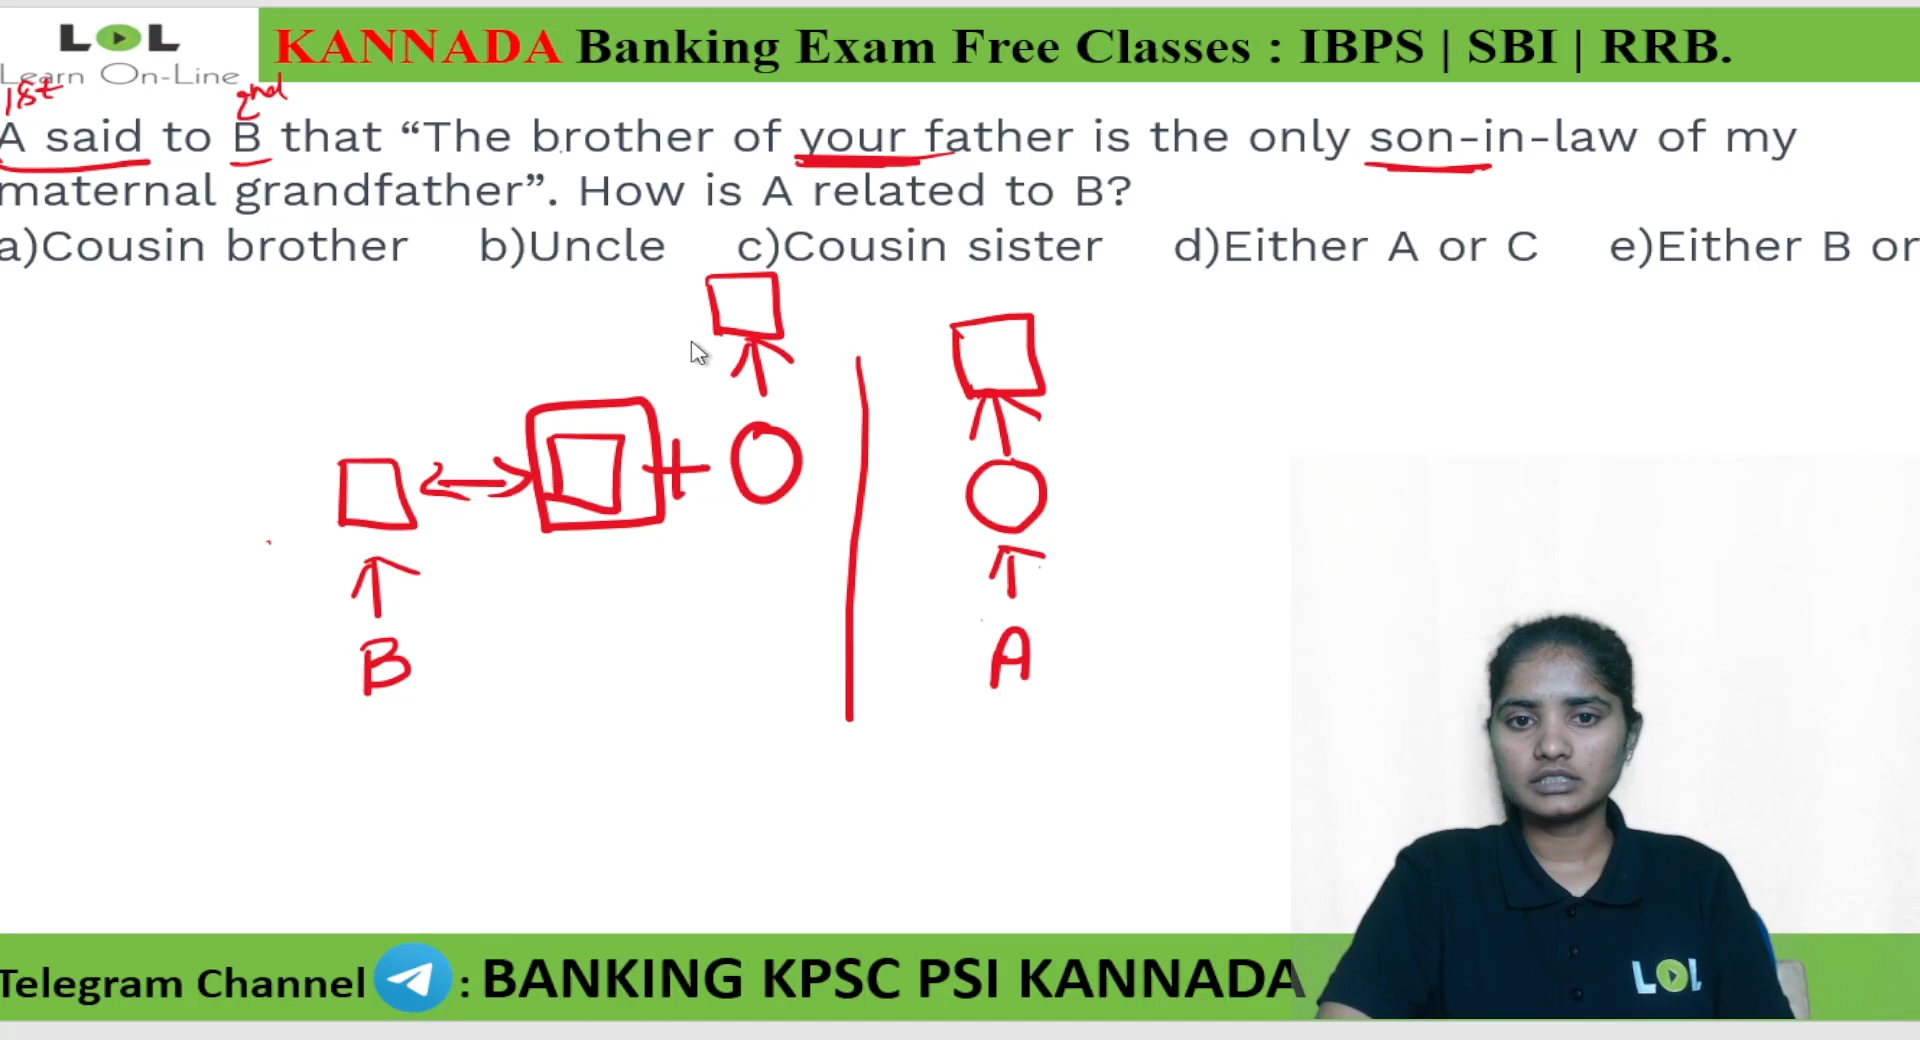 LOL
Learn On-Line
KANNADA Banking Exam Free Classes : IBPS | SBI | RRB.
1st 2nd
A said to B that “The brother of your father is the only son-in-law of my
maternal grandfather”. How is A related to B?
a)Cousin brother b)Uncle c)Cousin sister d)Either A or C e)Either B or
B
A
LOL
Telegram Channel : BANKING KPSC PSI KANNADA